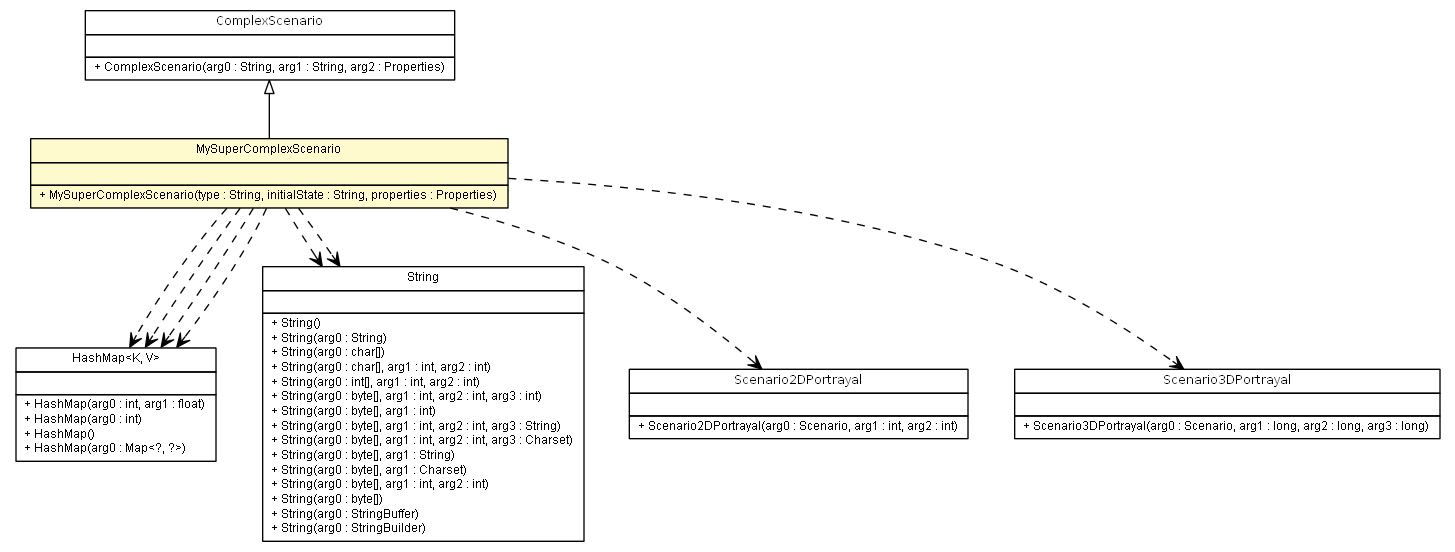 ComplexScenario
+ ComplexScenario(arg0 : String, arg1 : String, arg2 : Properties)
MySuperComplexScenario
+ MySuperComplexScenario(type : String, initialState : String, properties : Properties)
HashMap<K, V>
+ HashMap(arg0 : int, arg1 : float)
+ HashMap(arg0 : int)
+ HashMap()
+ HashMap(arg0 : Map<?, ?>)
String
+ String()
+ String(arg0 : String)
+ String(arg0 : char[])
+ String(arg0 : char[], arg1 : int, arg2 : int)
+ String(arg0 : int[], arg1 : int, arg2 : int)
+ String(arg0 : byte[], arg1 : int, arg2 : int, arg3 : int)
+ String(arg0 : byte[], arg1 : int)
+ String(arg0 : byte[], arg1 : int, arg2 : int, arg3 : String)
+ String(arg0 : byte[], arg1 : int, arg2 : int, arg3 : Charset)
+ String(arg0 : byte[], arg1 : String)
+ String(arg0 : byte[], arg1 : Charset)
+ String(arg0 : byte[], arg1 : int, arg2 : int)
+ String(arg0 : byte[])
+ String(arg0 : StringBuffer)
+ String(arg0 : StringBuilder)
Scenario2DPortrayal
+ Scenario2DPortrayal(arg0 : Scenario, arg1 : int, arg2 : int)
Scenario3DPortrayal
+ Scenario3DPortrayal(arg0 : Scenario, arg1 : long, arg2 : long, arg3 : long)